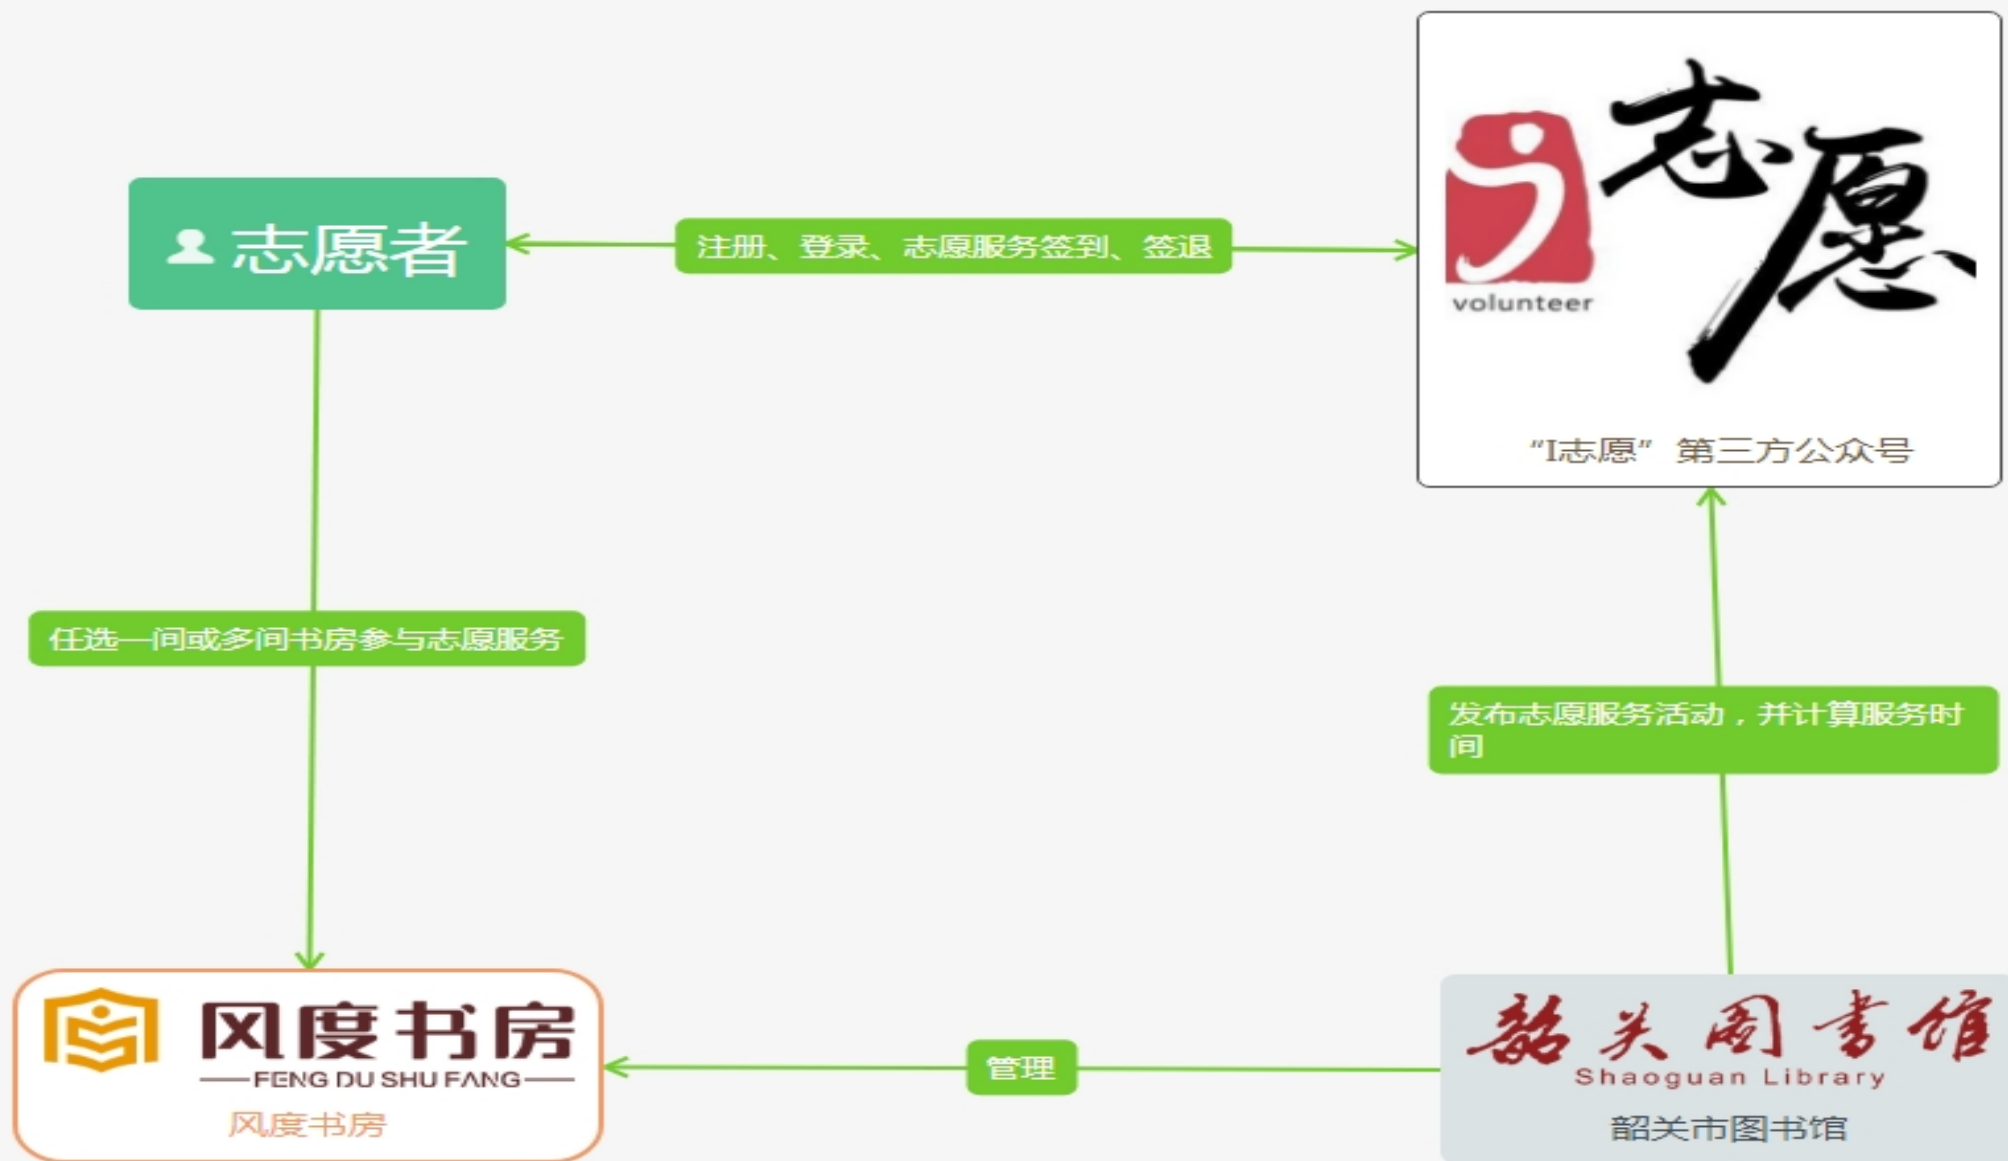 志愿
volunteer
志愿者
注册、登录、志愿服务签到、签退
“I志愿”第三方公众号
任选一间或多间书房参与志愿服务
发布志愿服务活动，并计算服务时
间
风度书房
FENG DU SHU FANG
风度书房
管理
韶关图书馆
Shaoguan Library
韶关市图书馆